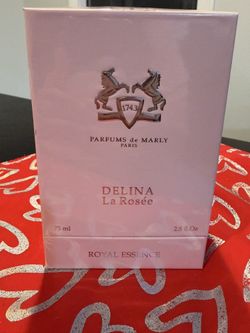 1743
PARFUMS de MARLY
PARIS
DELINA
La Rosée
75 ml 2.5 fl.Oz
ROYAL ESSENCE